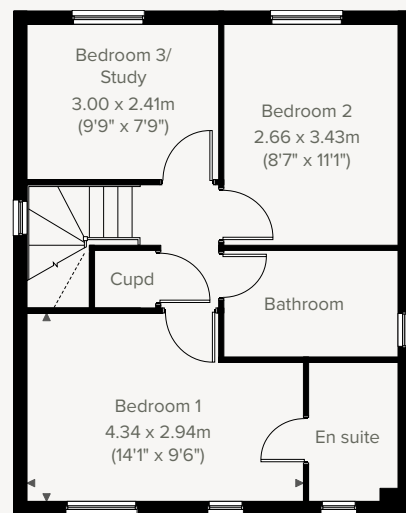 Bedroom 3/
Study
3.00 x 2.41m
(9'9" x 7'9")
Bedroom 2
2.66 x 3.43m
(8'7" x 11'1")
Cupd
Bathroom
Bedroom 1
4.34 x 2.94m
(14'1" x 9'6")
En suite